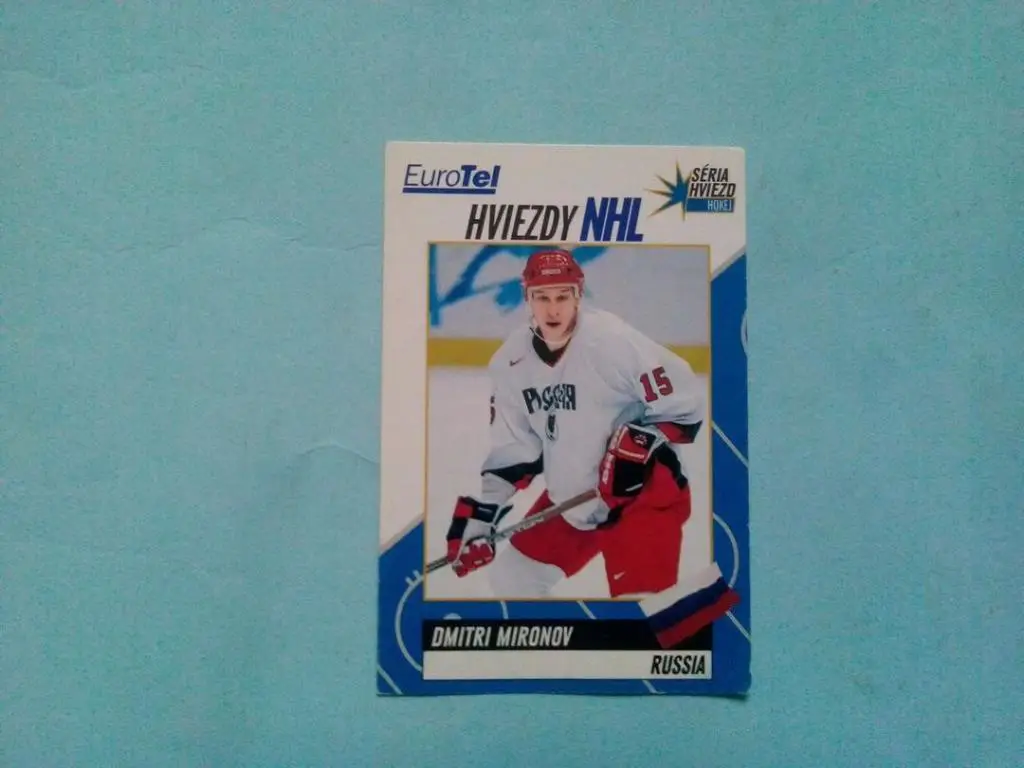 EuroTel
SÉRIA
HVIEZD
HOKEJ
HVIEZDY NHL
15
РОССИЯ
DMITRI MIRONOV
RUSSIA